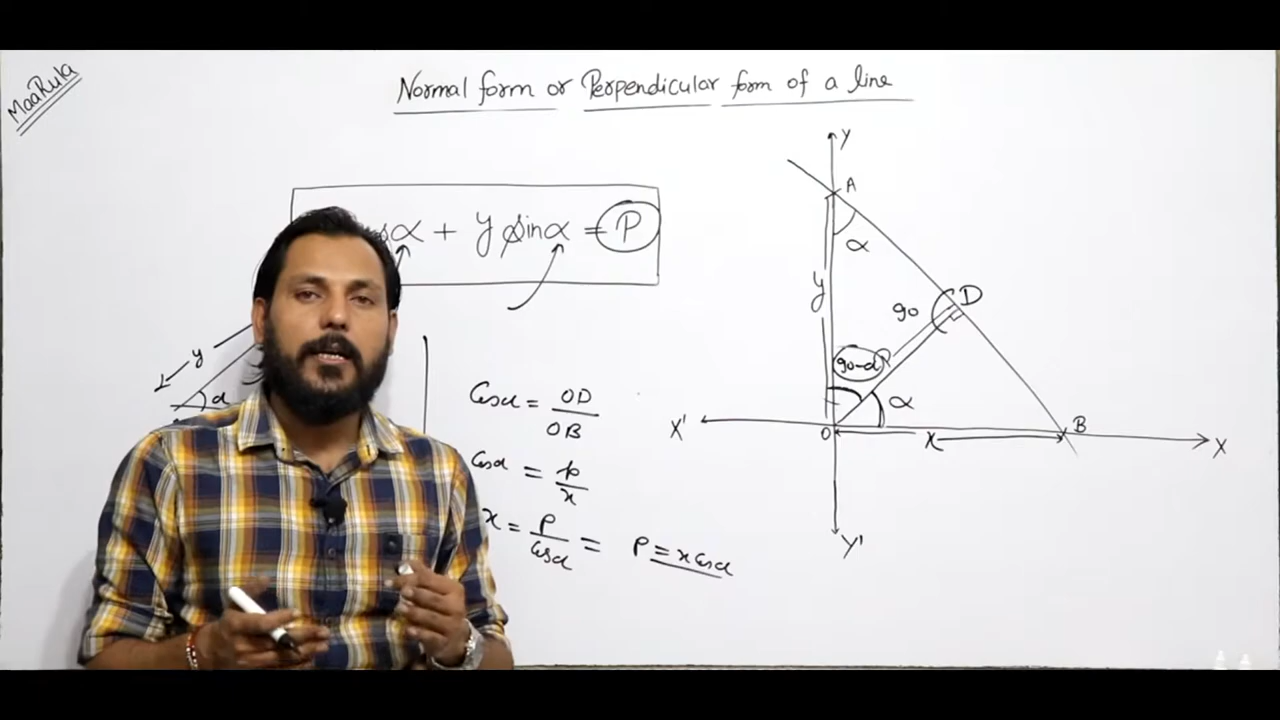 MaaRula
Normal form or Perpendicular form of a line
α + y sinα = P
y
α
Cosα = OD
OB
Cosα = p
x
x = P
Cosα
= P = x Cosα
Y
A
α
y
90
D
90-α
P
α
X'
O
x
B
X
Y'